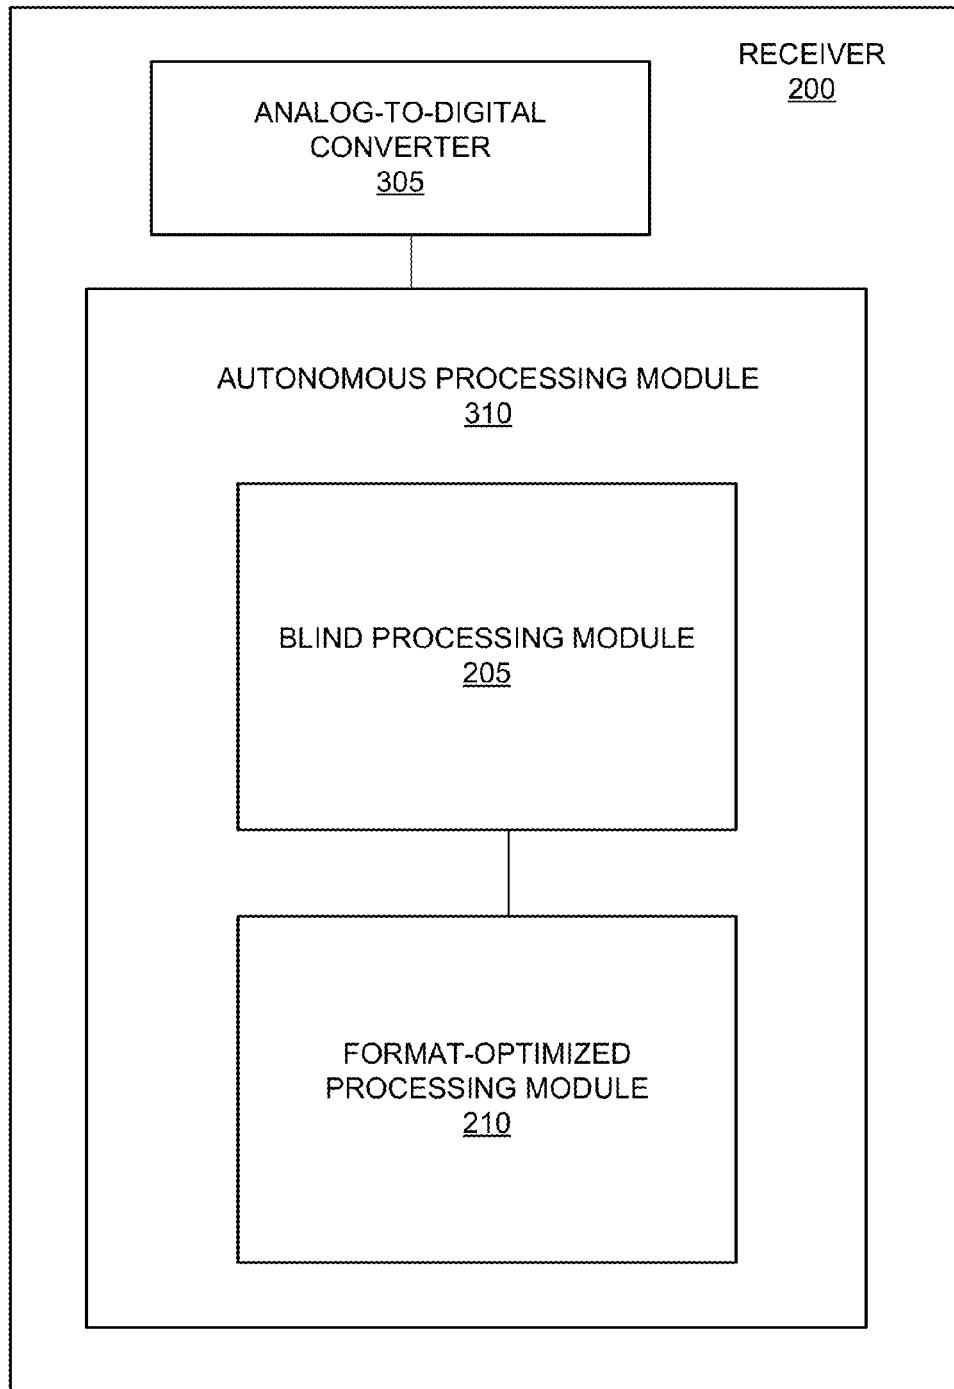 RECEIVER
200
ANALOG-TO-DIGITAL
CONVERTER
305
AUTONOMOUS PROCESSING MODULE
310
BLIND PROCESSING MODULE
205
FORMAT-OPTIMIZED
PROCESSING MODULE
210